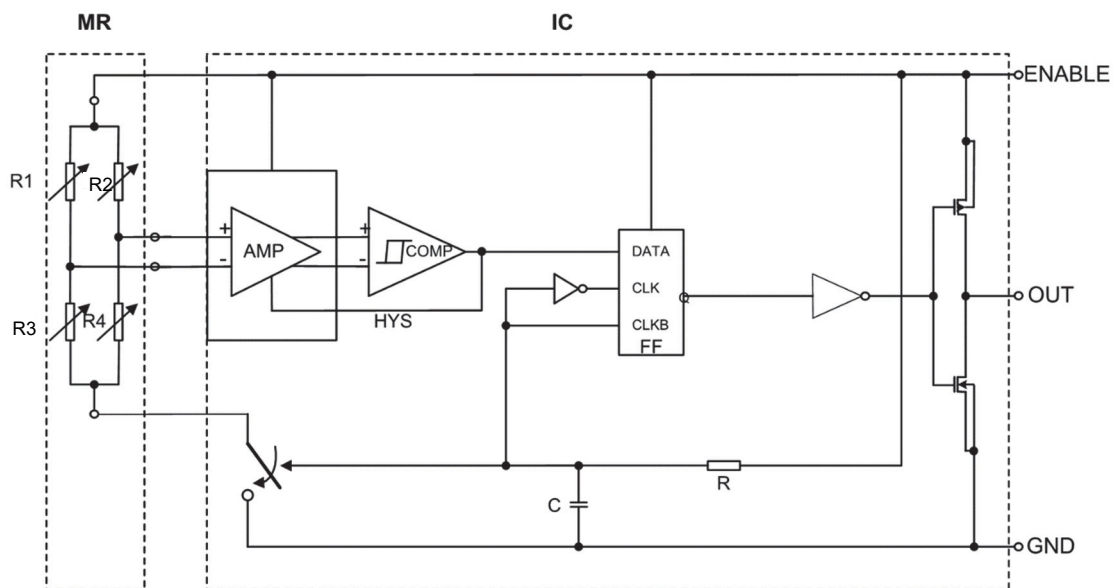 MR
IC
ENABLE
R1
R2
+
-
AMP
+
-
COMP
HYS
DATA
CLK
CLKB
FF
Q
OUT
R3
R4
R
C
GND